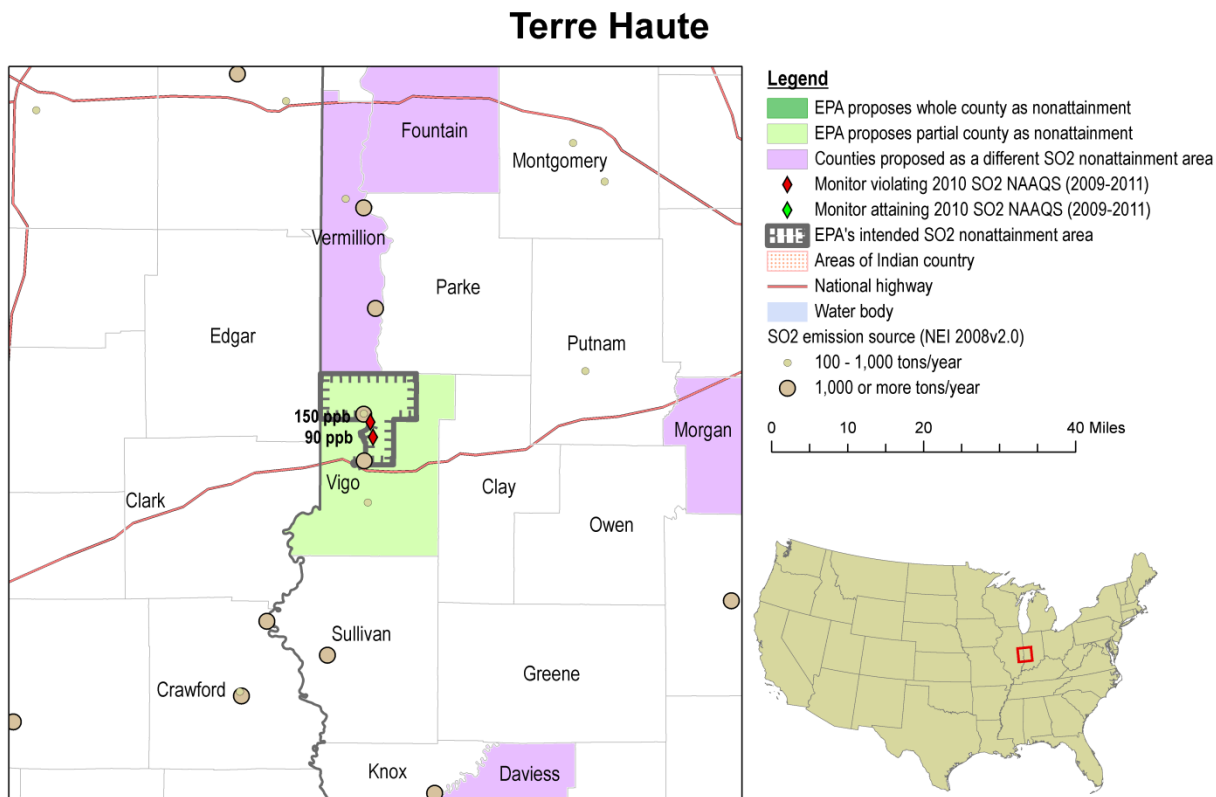 Terre Haute
Fountain
Montgomery
Vermillion
Parke
Edgar
Putnam
150 ppb
90 ppb
Morgan
Vigo
Clay
Clark
Owen
Sullivan
Greene
Crawford
Knox
Daviess
Legend
EPA proposes whole county as nonattainment
EPA proposes partial county as nonattainment
Counties proposed as a different SO2 nonattainment area
Monitor violating 2010 SO2 NAAQS (2009-2011)
Monitor attaining 2010 SO2 NAAQS (2009-2011)
EPA's intended SO2 nonattainment area
Areas of Indian country
National highway
Water body
SO2 emission source (NEI 2008v2.0)
100 - 1,000 tons/year
1,000 or more tons/year
0 10 20 40 Miles